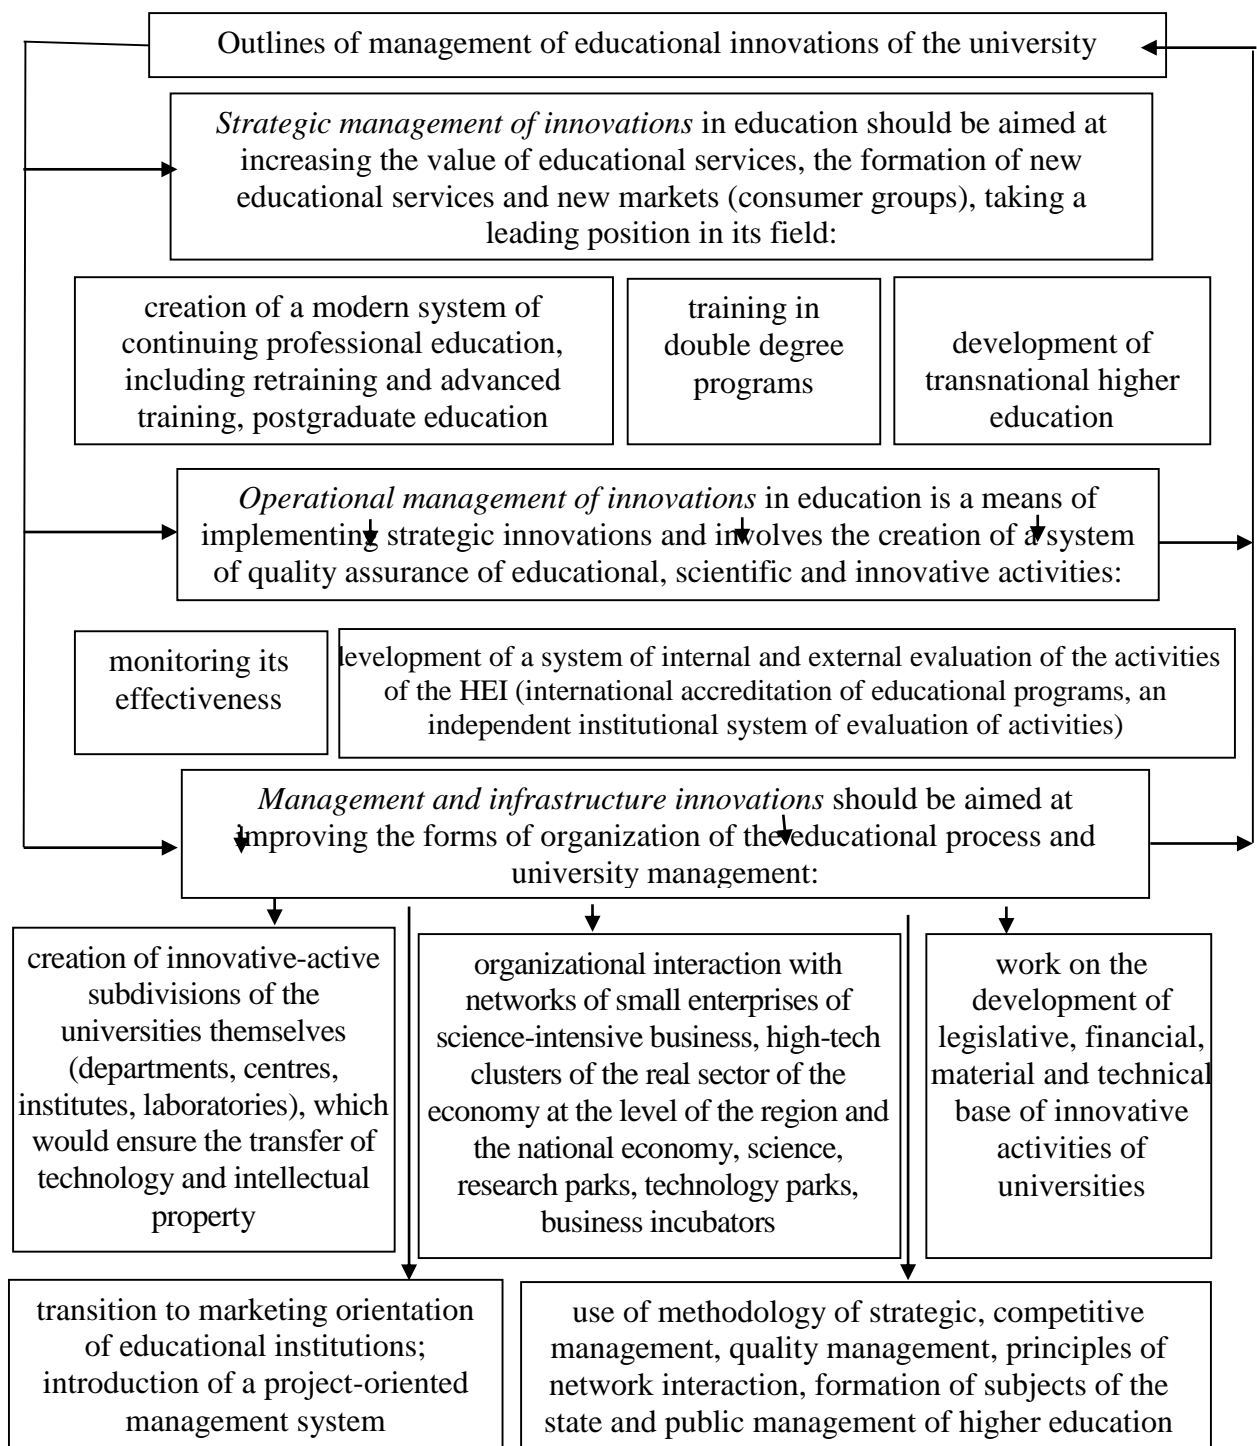 Outlines of management of educational innovations of the university
Strategic management of innovations in education should be aimed at
increasing the value of educational services, the formation of new
educational services and new markets (consumer groups), taking a
leading position in its field:
creation of a modern system of
continuing professional education,
including retraining and advanced
training, postgraduate education
training in
double degree
programs
development of
transnational higher
education
Operational management of innovations in education is a means of
implementing strategic innovations and involves the creation of a system
of quality assurance of educational, scientific and innovative activities:
monitoring its
effectiveness
development of a system of internal and external evaluation of the activities
of the HEI (international accreditation of educational programs, an
independent institutional system of evaluation of activities)
Management and infrastructure innovations should be aimed at
improving the forms of organization of the educational process and
university management:
creation of innovative-active
subdivisions of the
universities themselves
(departments, centres,
institutes, laboratories), which
would ensure the transfer of
technology and intellectual
property
organizational interaction with
networks of small enterprises of
science-intensive business, high-tech
clusters of the real sector of the
economy at the level of the region and
the national economy, science,
research parks, technology parks,
business incubators
work on the
development of
legislative, financial,
material and technical
base of innovative
activities of
universities
transition to marketing orientation
of educational institutions;
introduction of a project-oriented
management system
use of methodology of strategic, competitive
management, quality management, principles of
network interaction, formation of subjects of the
state and public management of higher education